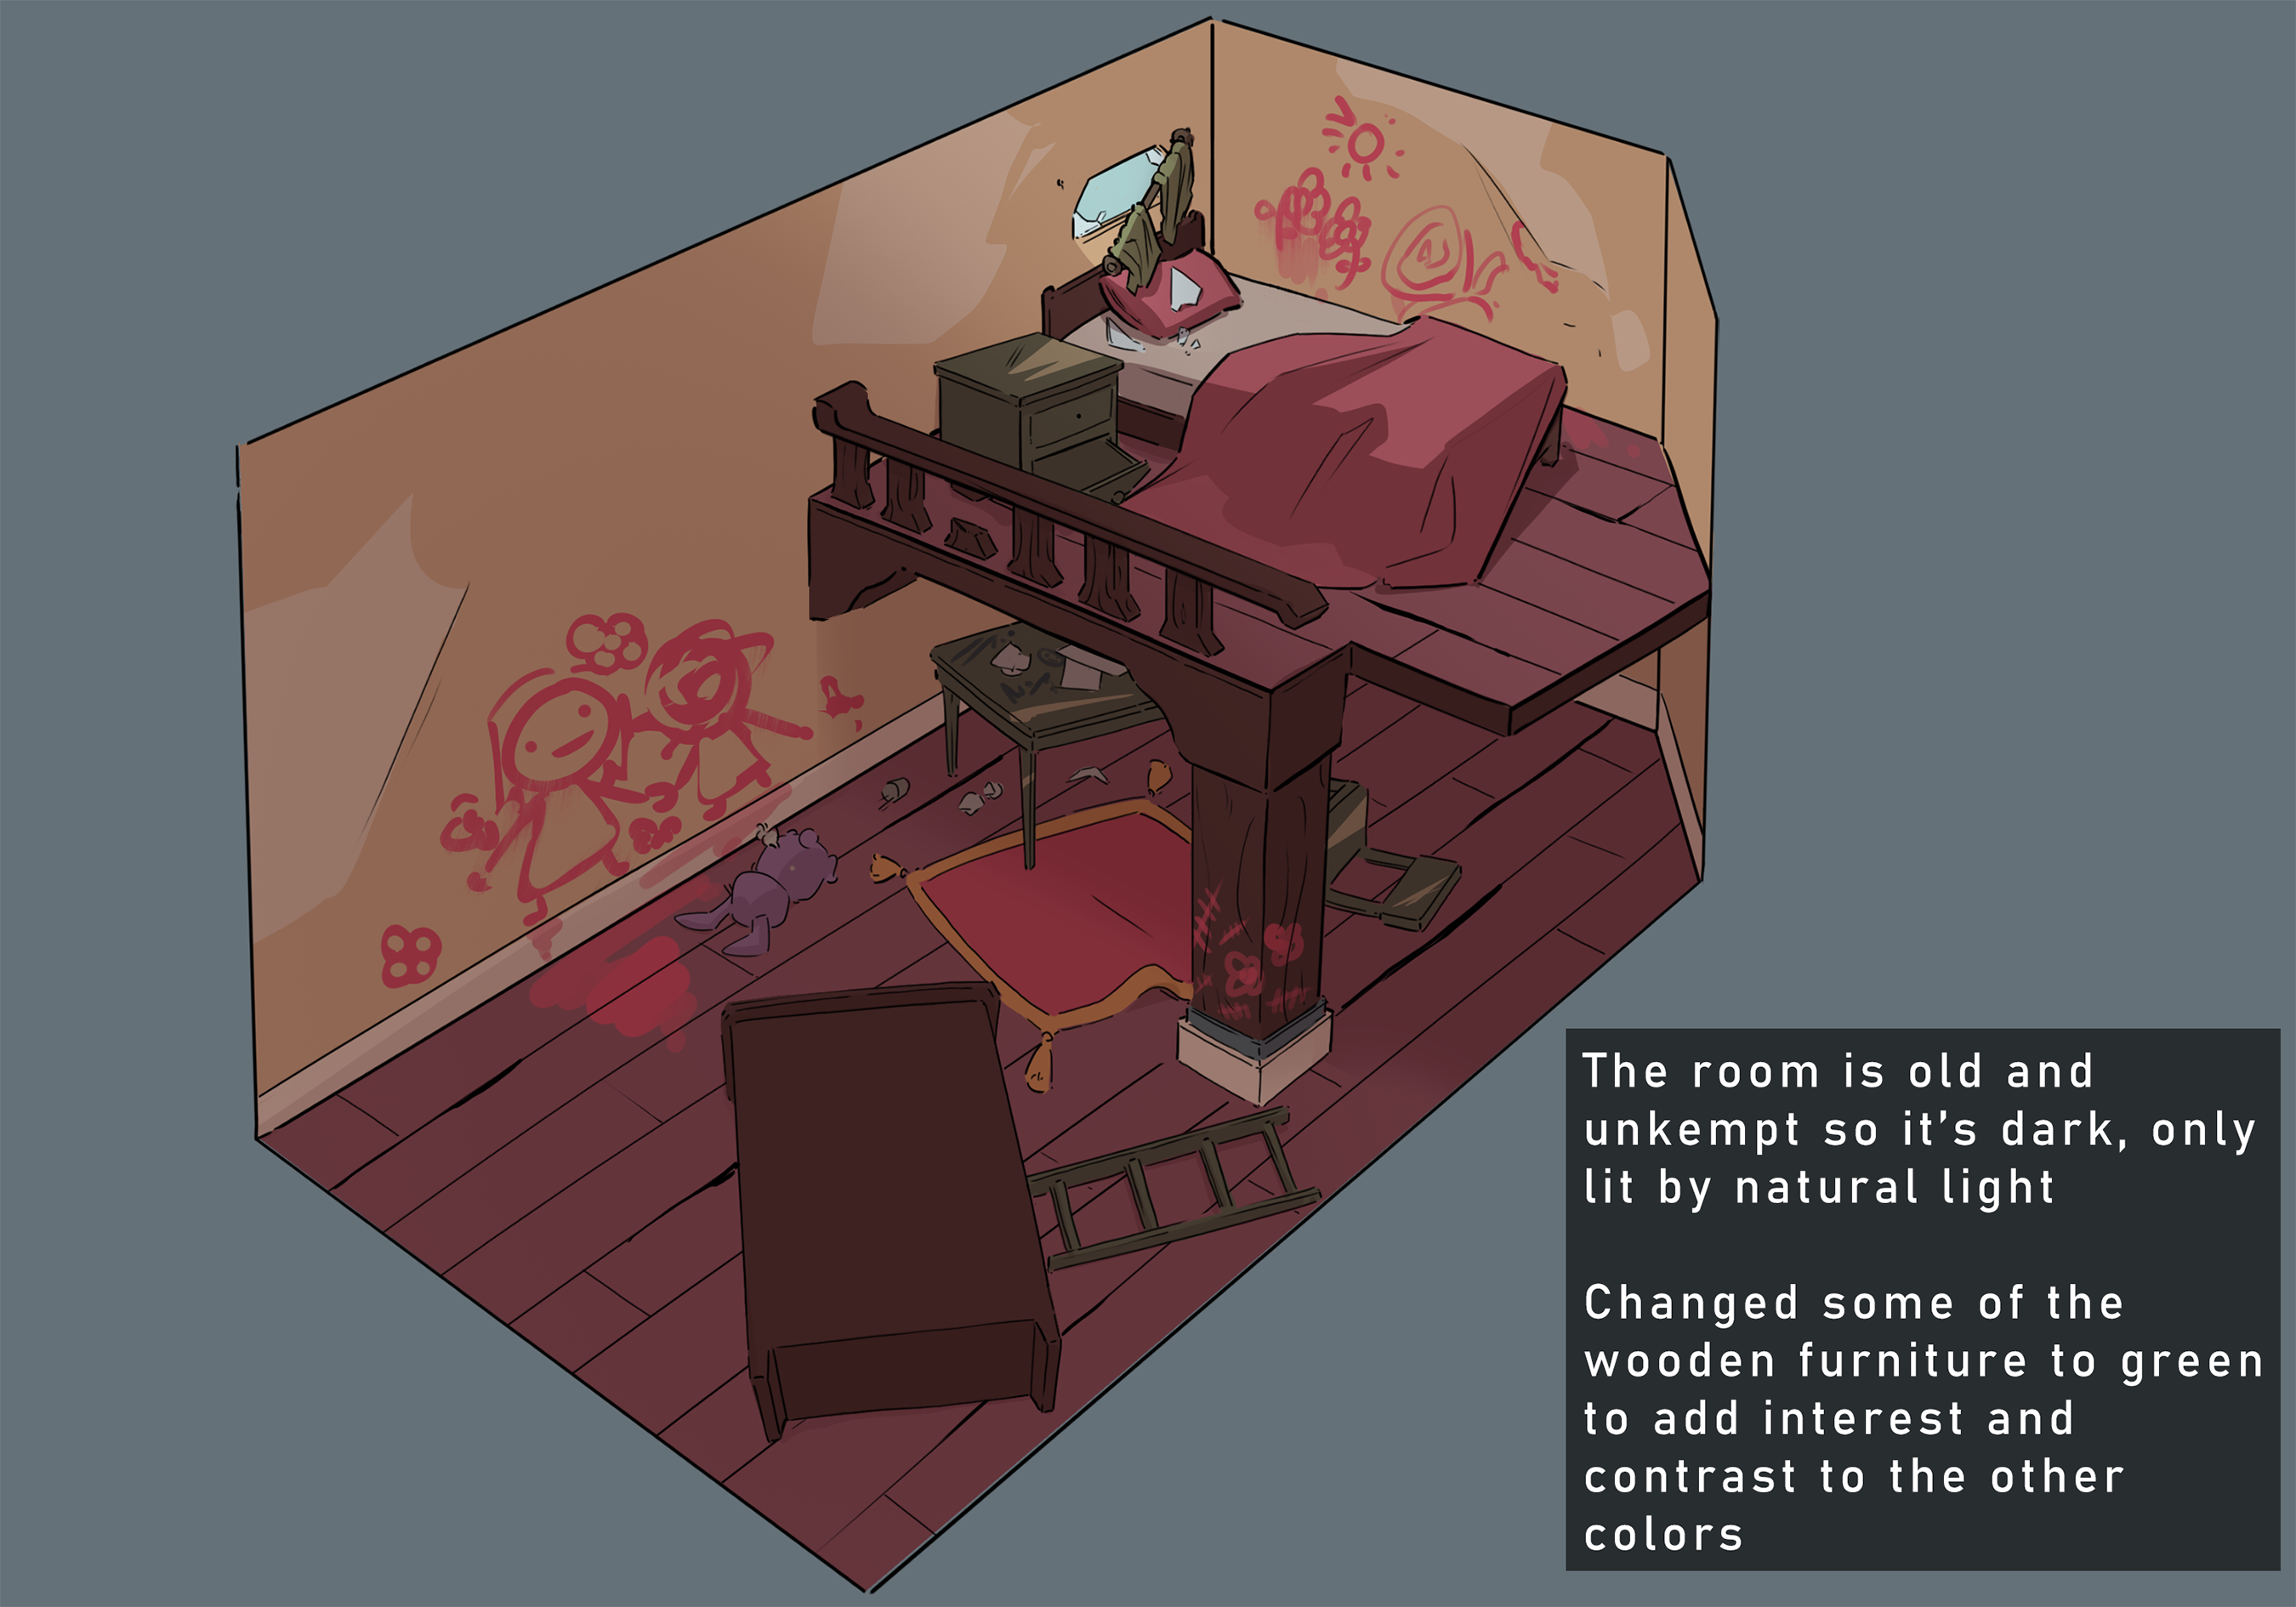 The room is old and
unkempt so it's dark, only
lit by natural light
Changed some of the
wooden furniture to green
to add interest and
contrast to the other
colors